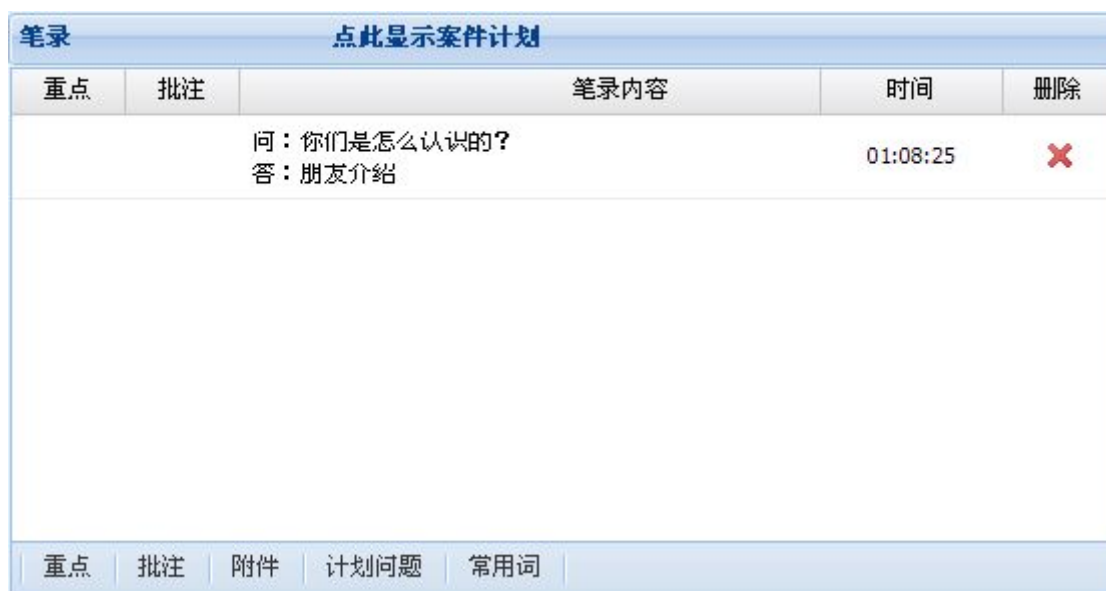 笔录 点此显示案件计划
重点 批注 笔录内容 时间 删除
问：你们是怎么认识的?
答：朋友介绍
01:08:25
重点 批注 附件 计划问题 常用词